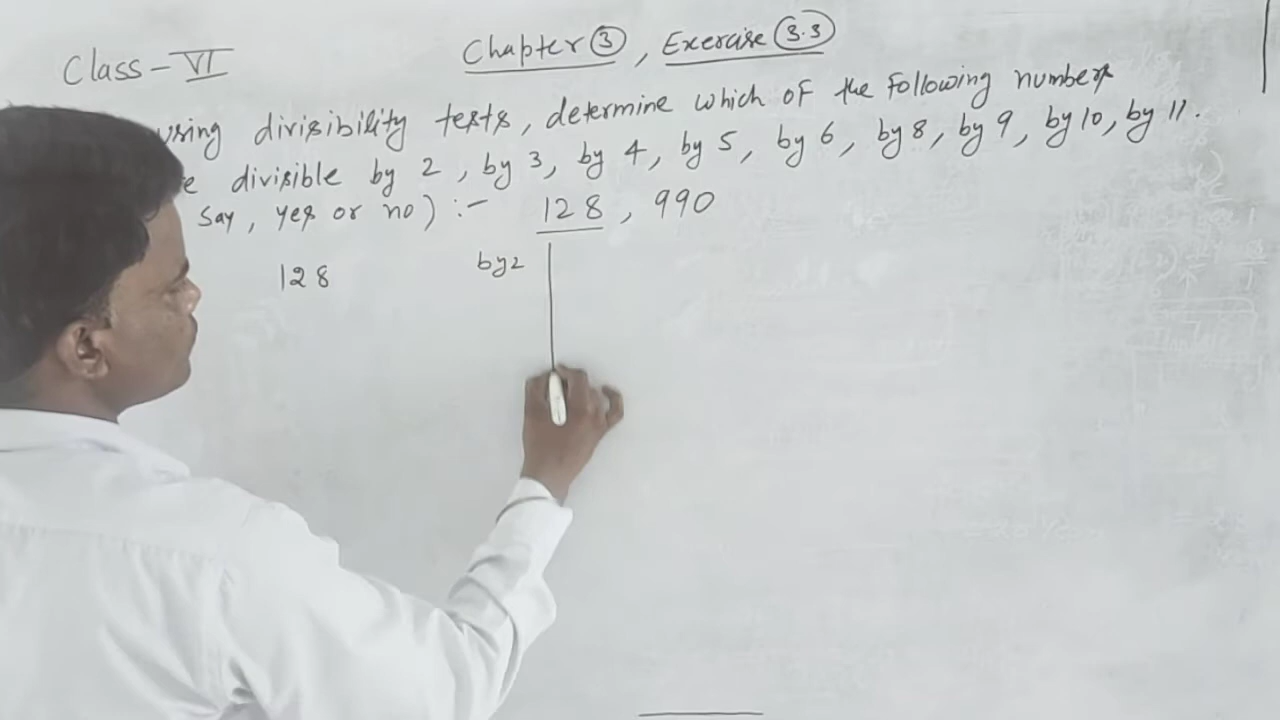 Class - VI
Chapter 3, Exercise 3.3
using divisibility tests, determine which of the following numbers
divisible by 2, by 3, by 4, by 5, by 6, by 8, by 9, by 10, by 11.
say, yes or no) :- 128, 990
128 by 2